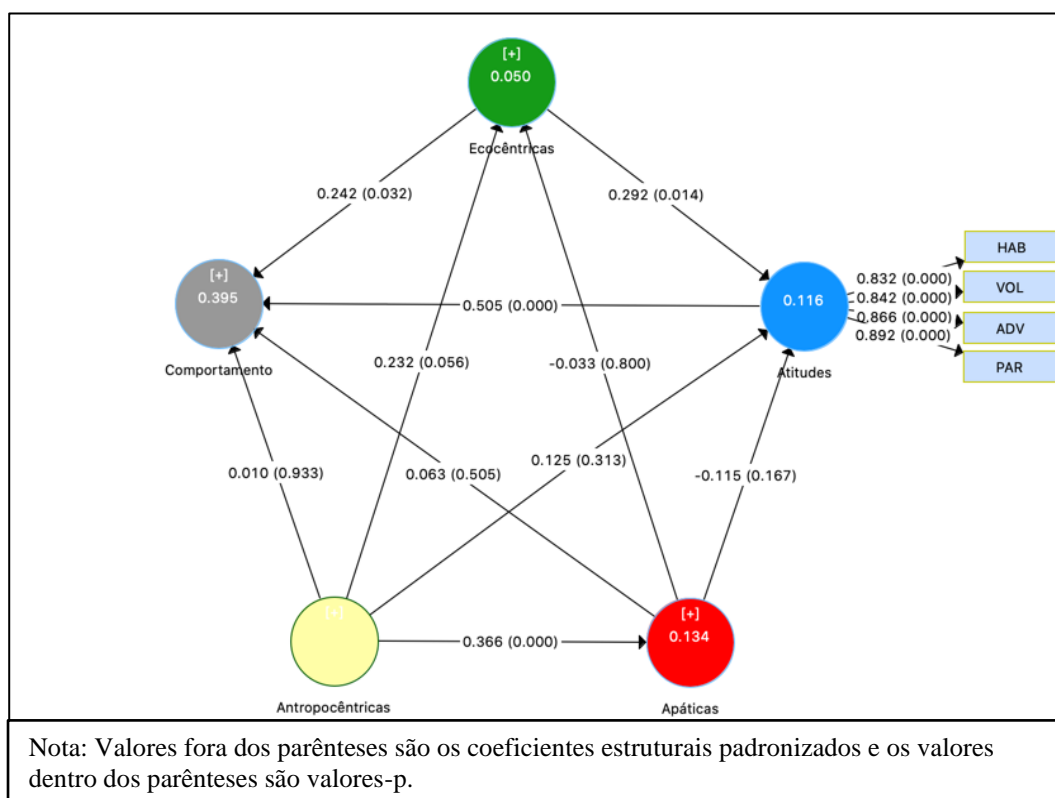 [+]
0.050
Ecocêntricas
0.242 (0.032)
0.292 (0.014)
HAB
[+]
0.395
0.832 (0.000)
VOL
0.505 (0.000)
0.116
0.842 (0.000)
0.866 (0.000)
ADV
0.892 (0.000)
PAR
Comportamento
0.232 (0.056)
-0.033 (0.800)
Atitudes
0.010 (0.933)
0.063 (0.505)
0.125 (0.313)
-0.115 (0.167)
[+]
[+]
0.366 (0.000)
0.134
Antropocêntricas
Apáticas
Nota: Valores fora dos parênteses são os coeficientes estruturais padronizados e os valores
dentro dos parênteses são valores-p.